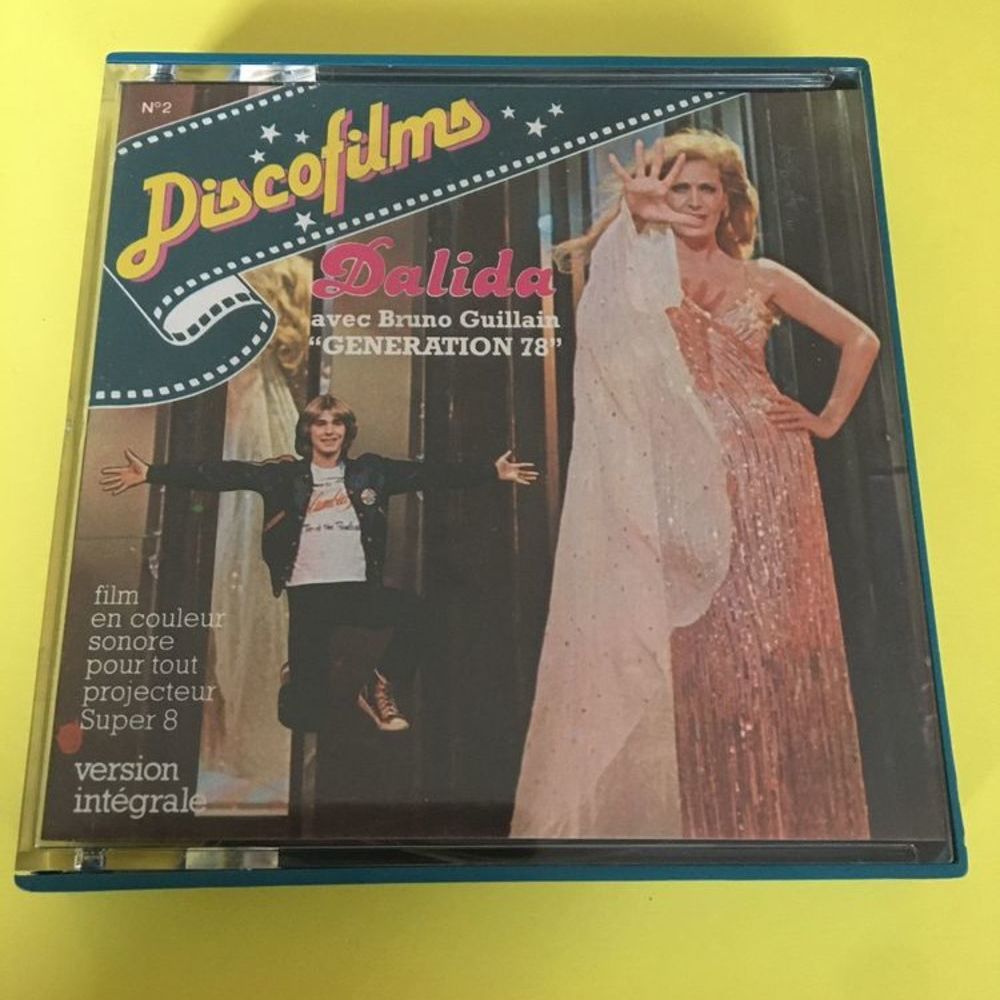 N°2
Discofilms
Dalida
avec Bruno Guillain
“GENERATION 78”
film
en couleur
sonore
pour tout
projecteur
Super 8
version
intégrale